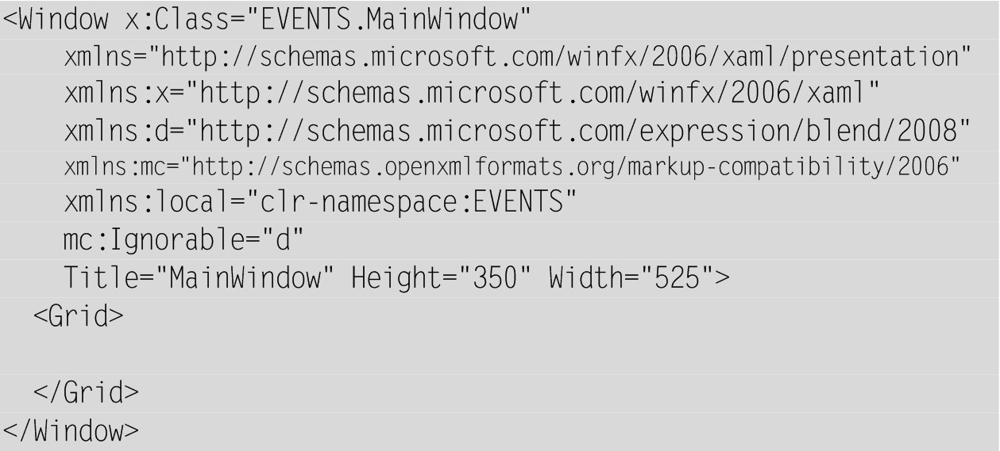 <Window x:Class="EVENTS.MainWindow"
xmlns="http://schemas.microsoft.com/winfx/2006/xaml/presentation"
xmlns:x="http://schemas.microsoft.com/winfx/2006/xaml"
xmlns:d="http://schemas.microsoft.com/expression/blend/2008"
xmlns:mc="http://schemas.openxmlformats.org/markup-compatibility/2006"
xmlns:local="clr-namespace:EVENTS"
mc:Ignorable="d"
Title="MainWindow" Height="350" Width="525">
<Grid>
</Grid>
</Window>